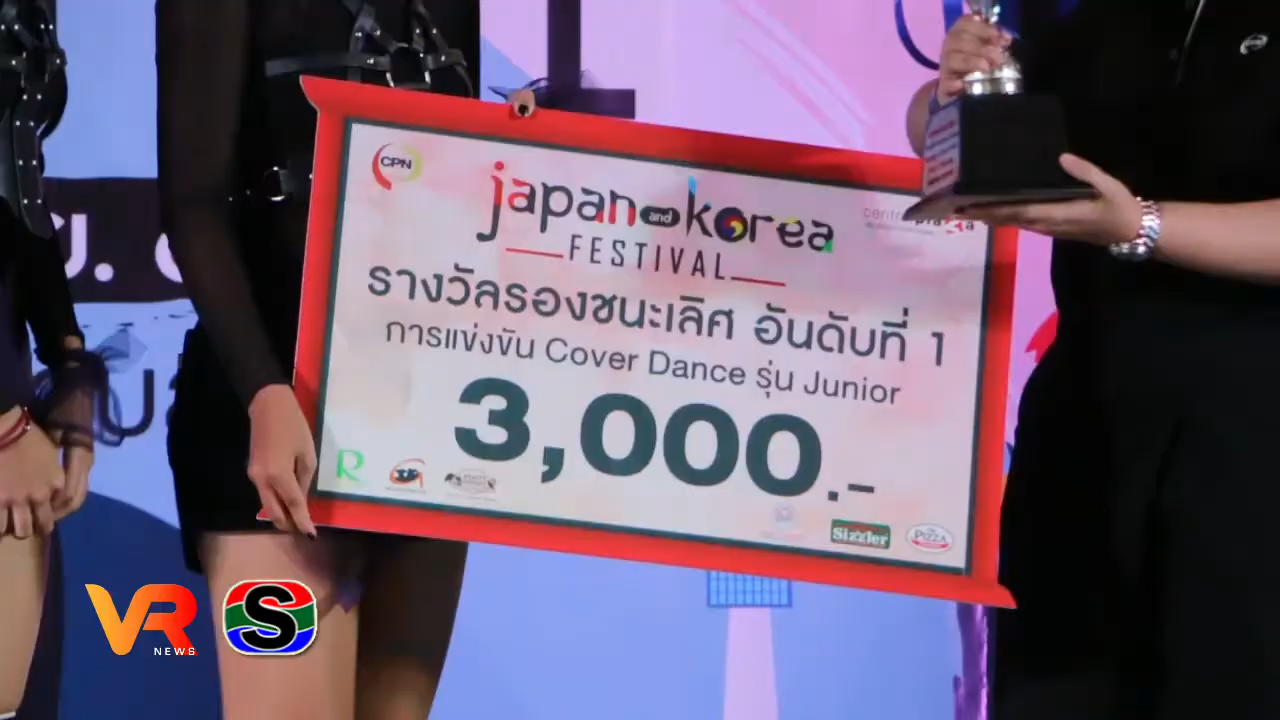 CPN
japan and korea
FESTIVAL
รางวัลรองชนะเลิศ อันดับที่ 1
การแข่งขัน Cover Dance รุ่น Junior
3,000.-
R
Sizzler
PIZZA
VR
NEWS
S